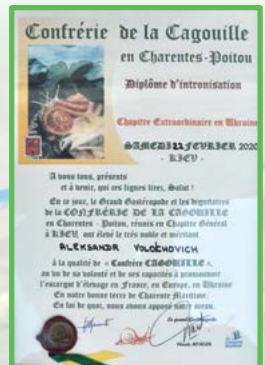 Confrérie de la Cagouille
en Charentes-Poitou
Diplôme d'intronisation
Chapitre Extraordinaire en Ukraine
SAMEDI 22 FEVRIER 2020
- KIEV -
A vous tous, présents
et à venir, qui ces lignes lirez, Salut !
En ce jour, le Grand Gastéropode et les dignitaires
de la CONFRÉRIE DE LA CAGOUILLE
en Charentes - Poitou, réunis en Chapitre Général
à KIEV, ont élevé le très noble et méritant
ALEKSANDR VOLOKHOVICH
à la qualité de « Confrère CAGOUILLE »,
au vu de sa volonté et de ses capacités à promouvoir
l'escargot d'élevage en France, en Europe, en Ukraine
En notre bonne terre de Charente Maritime.
En foi de quoi, nous avons apposé notre sceau.